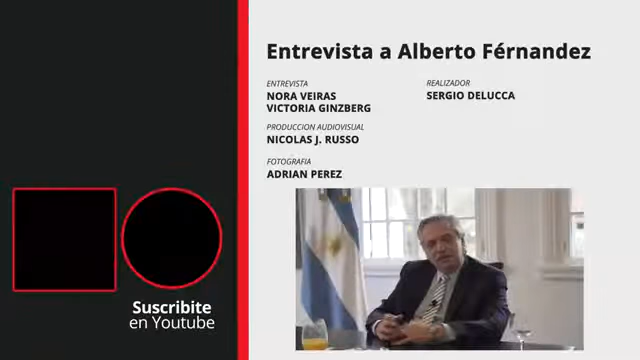 Entrevista a Alberto Férnandez
ENTREVISTA
NORA VEIRAS
VICTORIA GINZBERG
REALIZADOR
SERGIO DELUCCA
PRODUCCION AUDIOVISUAL
NICOLAS J. RUSSO
FOTOGRAFIA
ADRIAN PEREZ
Suscribite
en Youtube